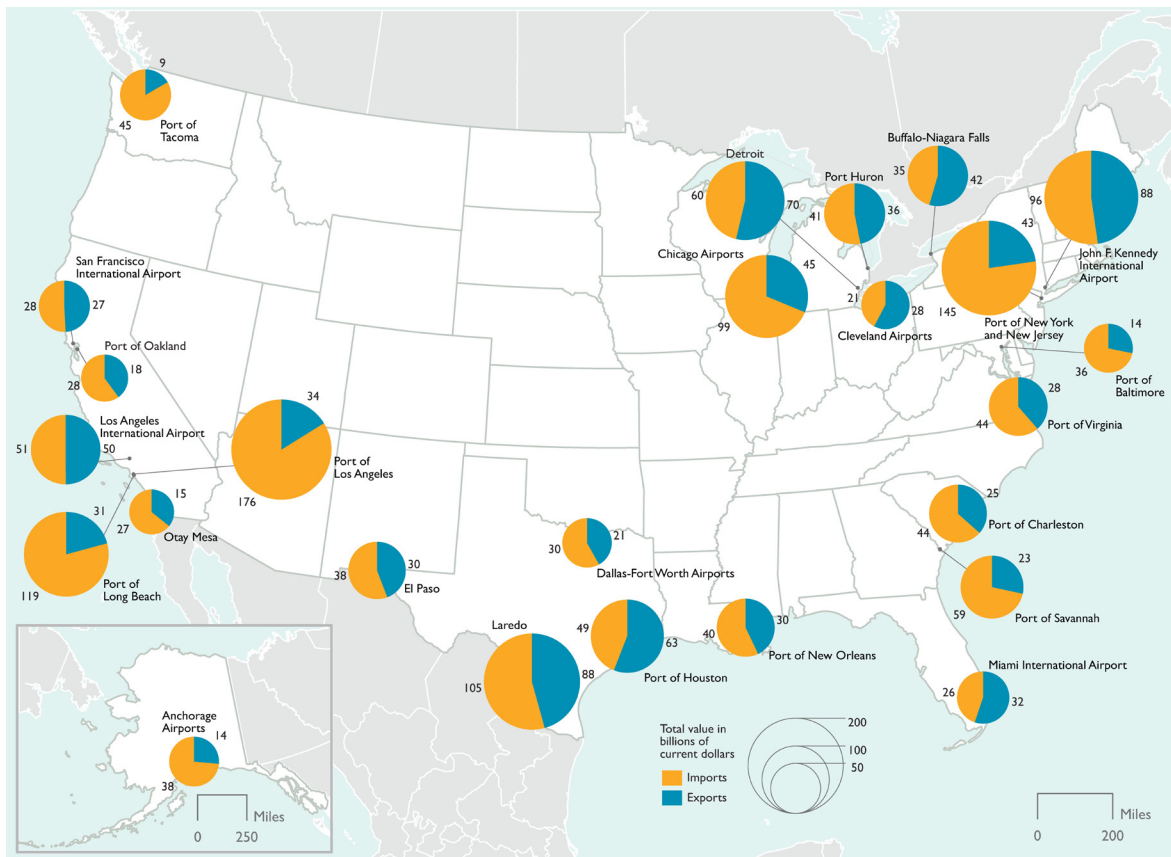 9
45
Port of
Tacoma
Buffalo-Niagara Falls
35
42
Detroit
60
70
Port Huron
41
36
96
88
John F. Kennedy
International
Airport
43
145
Port of New York
and New Jersey
Chicago Airports
45
99
21
28
Cleveland Airports
San Francisco
International Airport
28
27
Port of Oakland
18
28
14
36
Port of
Baltimore
28
44
Port of Virginia
Los Angeles
International Airport
51
50
34
Port of
Los Angeles
176
15
27
Otay Mesa
31
Port of
Long Beach
119
25
44
Port of Charleston
23
59
Port of Savannah
21
30
Dallas-Fort Worth Airports
38
30
El Paso
Laredo
105
88
49
63
Port of Houston
40
30
Port of New Orleans
Miami International Airport
26
32
Anchorage
Airports
14
38
Miles
0
250
Total value in
billions of
current dollars
Imports
Exports
200
100
50
Miles
0
200